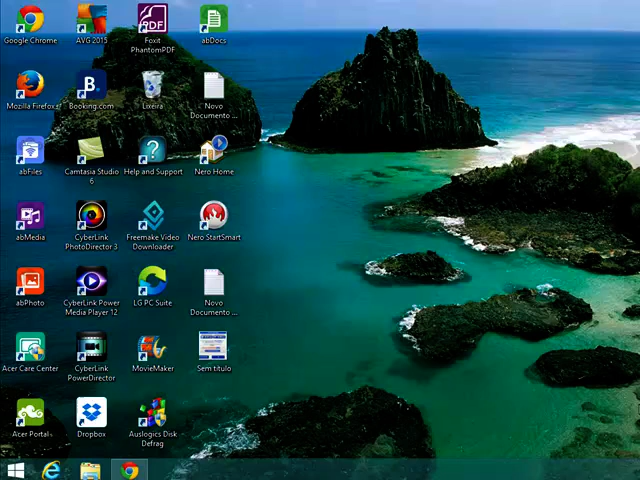 Google Chrome
AVG 2015
Foxit
PhantomPDF
abDocs
Mozilla Firefox
Booking.com
Lixeira
Novo
Documento ...
abFiles
Camtasia Studio
6
Help and Support
Nero Home
abMedia
CyberLink
PhotoDirector 3
Freemake Video
Downloader
Nero StartSmart
abPhoto
CyberLink Power
Media Player 12
LG PC Suite
Novo
Documento ...
Acer Care Center
CyberLink
PowerDirector
MovieMaker
Sem titulo
Acer Portal
Dropbox
Auslogics Disk
Defrag